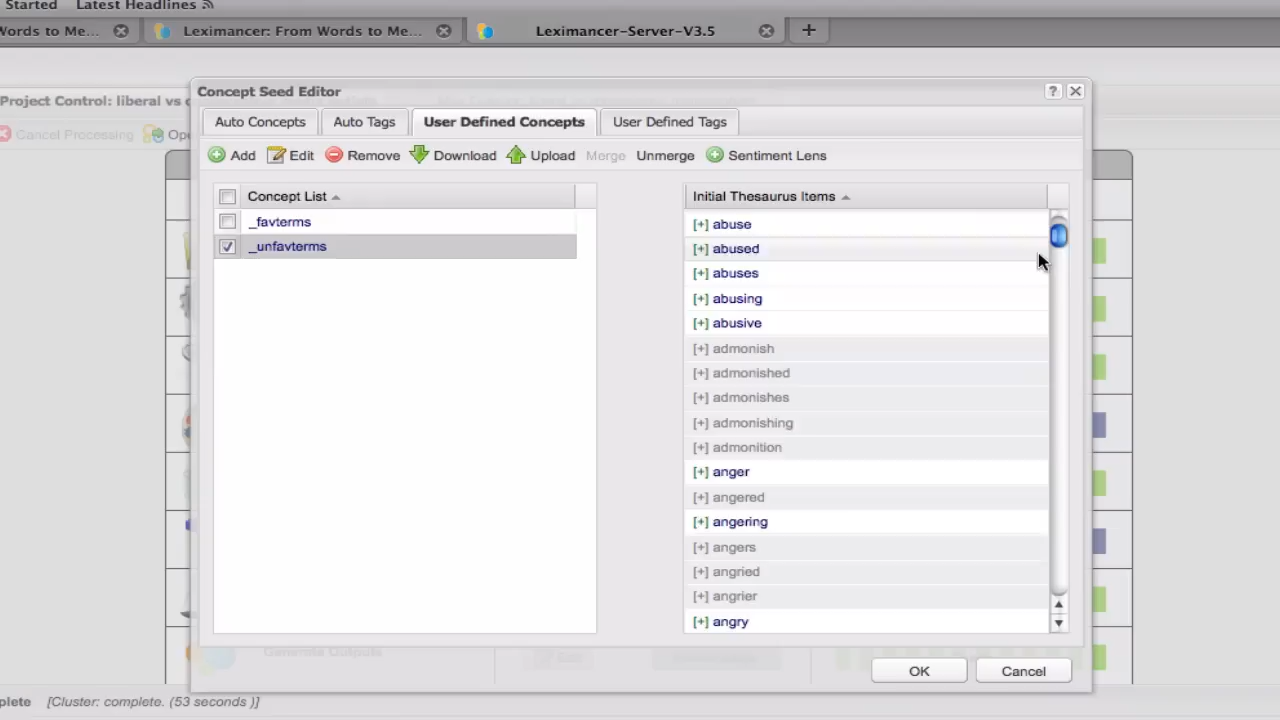 Started Latest Headlines
Words to Me... Leximancer: From Words to Me... Leximancer-Server-V3.5
Concept Seed Editor
Project Control: liberal vs
Auto Concepts Auto Tags User Defined Concepts User Defined Tags
Cancel Processing
Add Edit Remove Download Upload Merge Unmerge Sentiment Lens
Concept List Initial Thesaurus Items
_favterms [+] abuse
_unfavterms [+] abused
[+] abuses
[+] abusing
[+] abusive
[+] admonish
[+] admonished
[+] admonishes
[+] admonishing
[+] admonition
[+] anger
[+] angered
[+] angering
[+] angers
[+] angried
[+] angrier
[+] angry
Generate Outputs
OK Cancel
plete [Cluster: complete. (53 seconds )]